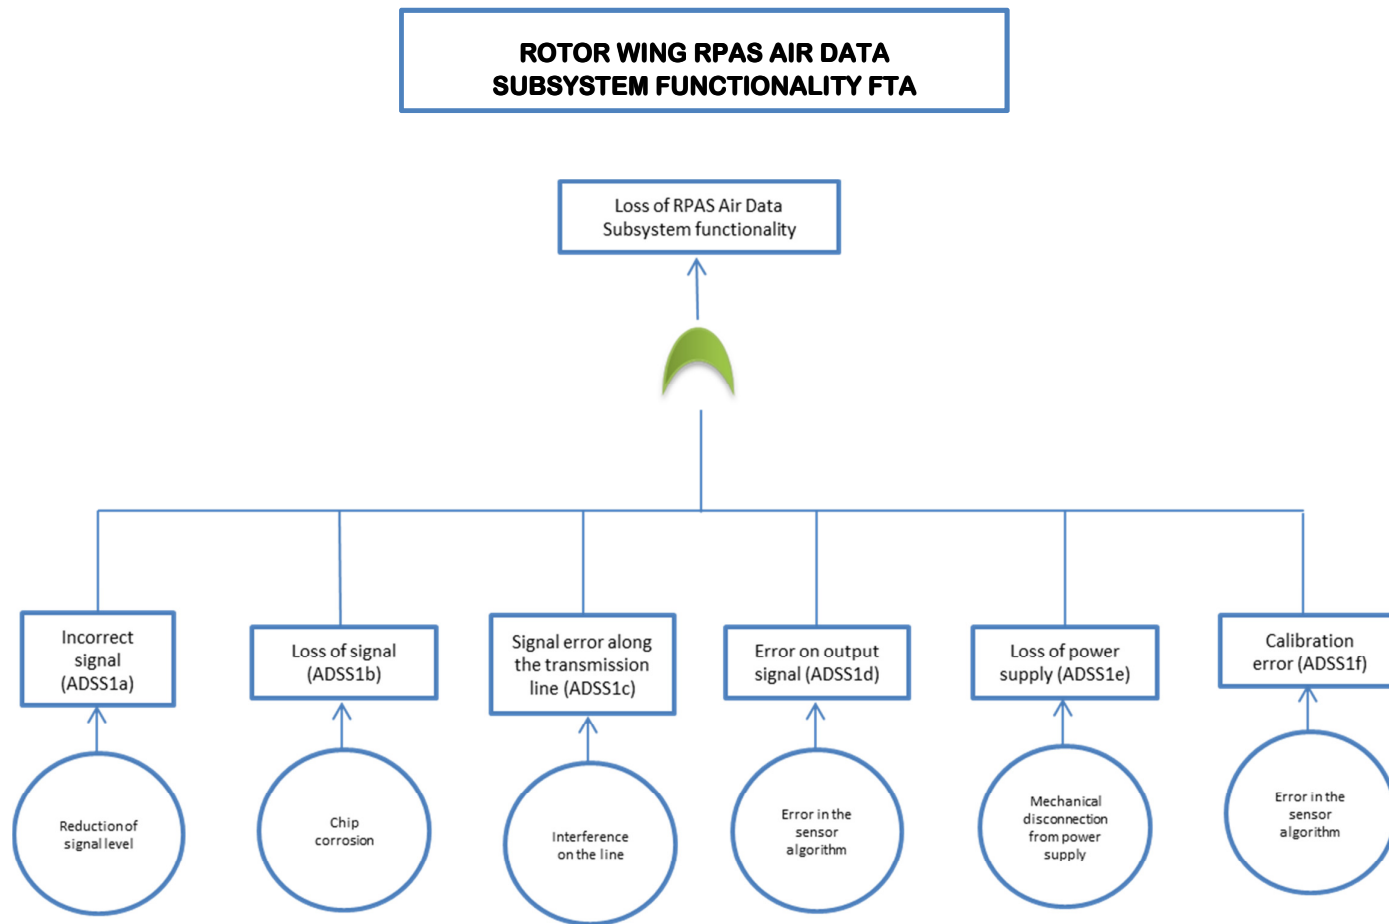 ROTOR WING RPAS AIR DATA
SUBSYSTEM FUNCTIONALITY FTA
Loss of RPAS Air Data
Subsystem functionality
Incorrect
signal
(ADSS1a)
Loss of signal
(ADSS1b)
Signal error along
the transmission
line (ADSS1c)
Error on output
signal (ADSS1d)
Loss of power
supply (ADSS1e)
Calibration
error (ADSS1f)
Reduction of
signal level
Chip
corrosion
Interference
on the line
Error in the
sensor
algorithm
Mechanical
disconnection
from power
supply
Error in the
sensor
algorithm